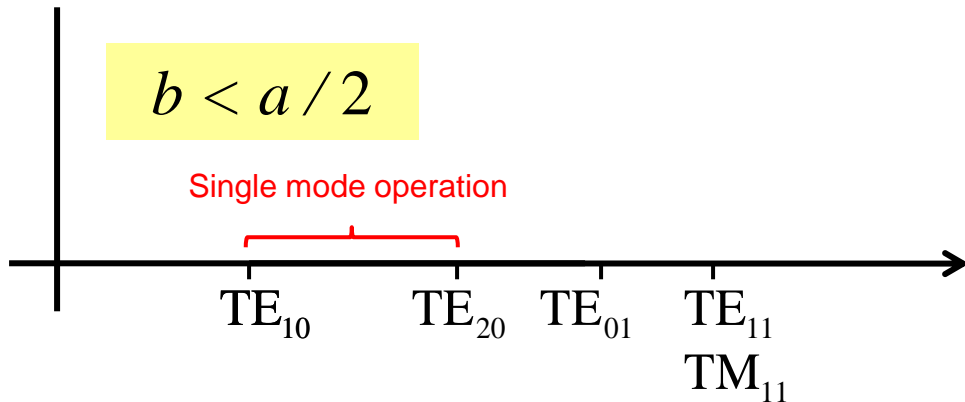 b < a / 2
Single mode operation
TE₁₀ TE₂₀ TE₀₁ TE₁₁
TM₁₁